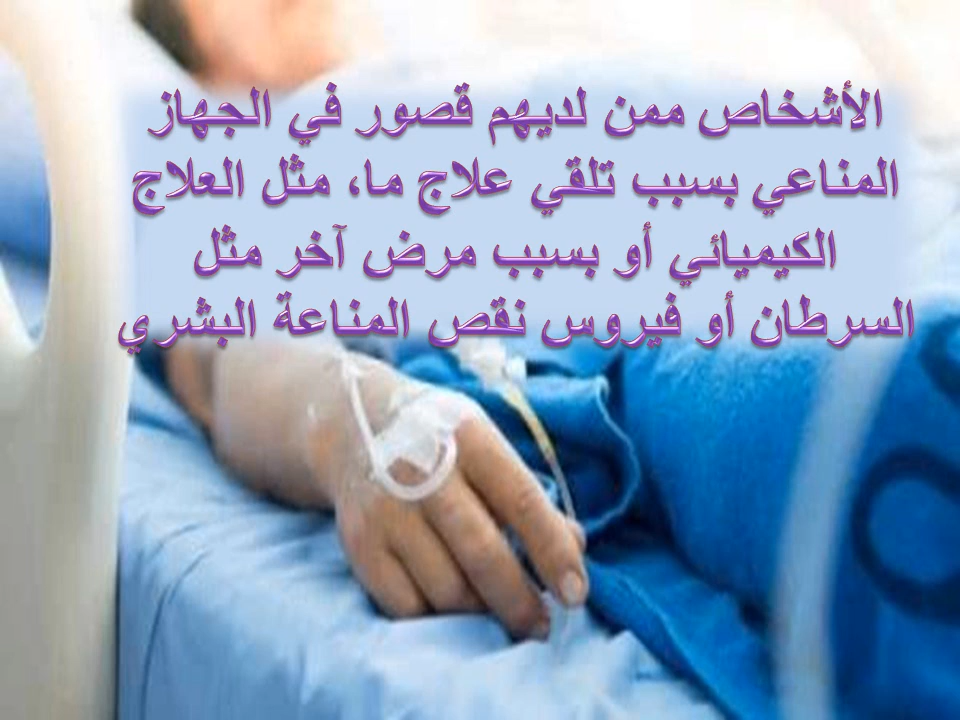 الأشخاص ممن لديهم قصور في الجهاز
المناعي بسبب تلقي علاج ما، مثل العلاج
الكيميائي أو بسبب مرض آخر مثل
السرطان أو فيروس نقص المناعة البشري